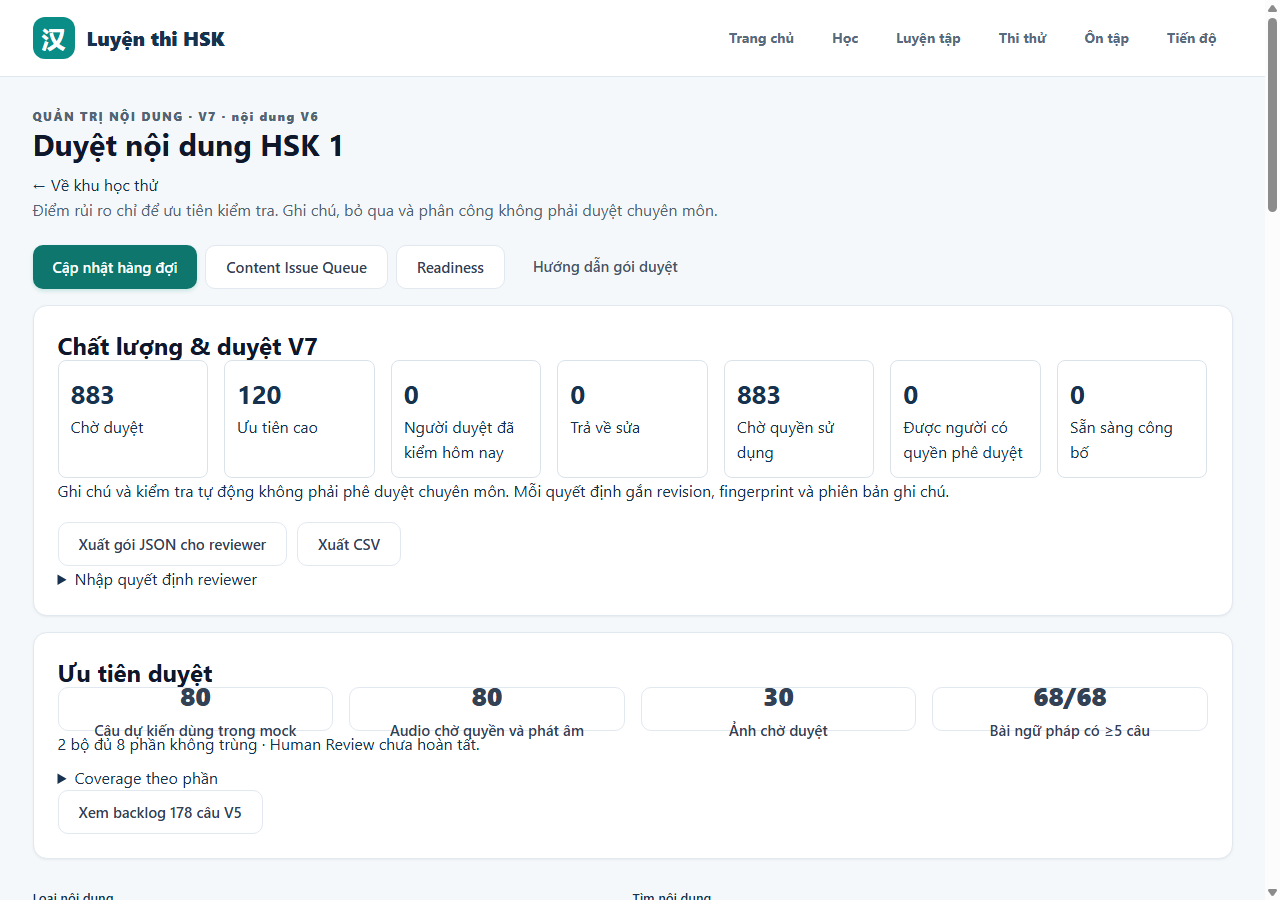 汉 Luyện thi HSK
Trang chủ Học Luyện tập Thi thử Ôn tập Tiến độ
QUẢN TRỊ NỘI DUNG · V7 · nội dung V6
Duyệt nội dung HSK 1
← Về khu học thử
Điểm rủi ro chỉ để ưu tiên kiểm tra. Ghi chú, bỏ qua và phân công không phải duyệt chuyên môn.
Cập nhật hàng đợi Content Issue Queue Readiness Hướng dẫn gói duyệt
Chất lượng & duyệt V7
883
Chờ duyệt
120
Ưu tiên cao
0
Người duyệt đã
kiểm hôm nay
0
Trả về sửa
883
Chờ quyền sử
dụng
0
Được người có
quyền phê duyệt
0
Sẵn sàng công
bố
Ghi chú và kiểm tra tự động không phải phê duyệt chuyên môn. Mỗi quyết định gắn revision, fingerprint và phiên bản ghi chú.
Xuất gói JSON cho reviewer Xuất CSV
▶ Nhập quyết định reviewer
Ưu tiên duyệt
80
Câu dự kiến dùng trong mock
80
Audio chờ quyền và phát âm
30
Ảnh chờ duyệt
68/68
Bài ngữ pháp có ≥5 câu
2 bộ đủ 8 phần không trùng · Human Review chưa hoàn tất.
▶ Coverage theo phần
Xem backlog 178 câu V5
Loại nội dung Tìm nội dung